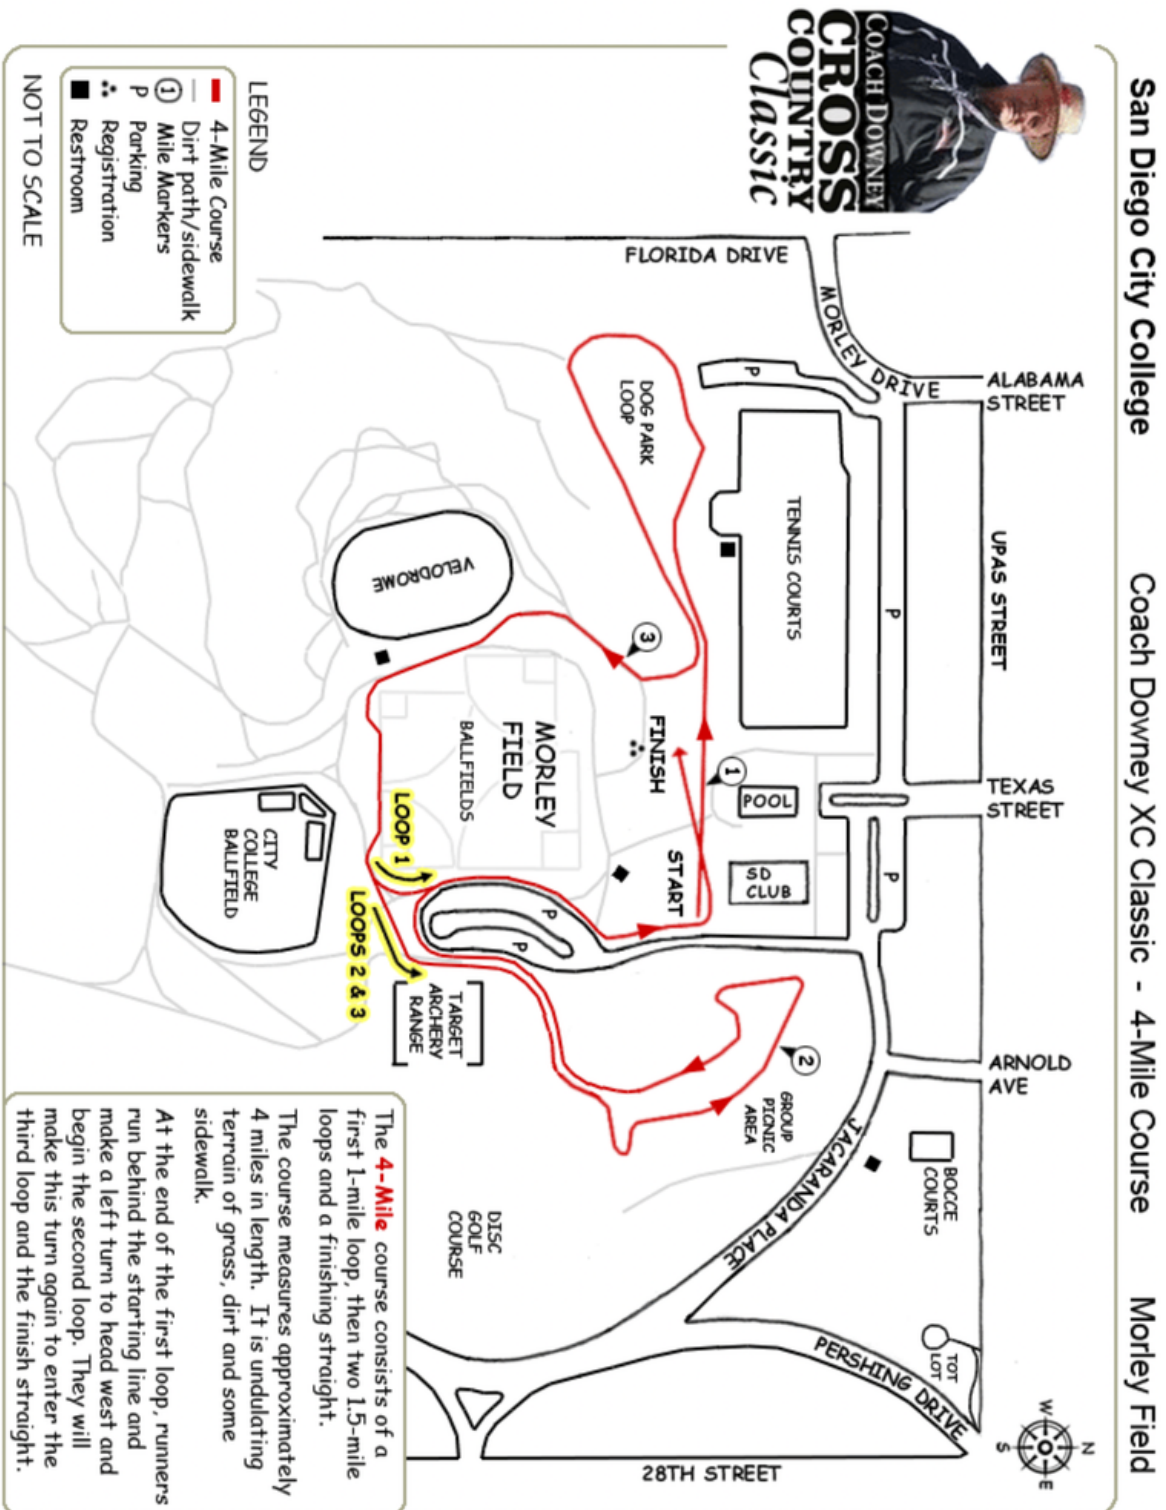 San Diego City College
Coach Downey XC Classic - 4-Mile Course
Morley Field
COACH DOWNEY
CROSS
COUNTRY
Classic
FLORIDA DRIVE
MORLEY DRIVE
ALABAMA
STREET
UPAS STREET
TEXAS
STREET
ARNOLD
AVE
P
P
P
TENNIS COURTS
DOG PARK
LOOP
POOL
SD
CLUB
BOCCE
COURTS
TOT
LOT
N
W
E
S
JACARANDA PLACE
PERSHING DRIVE
28TH STREET
GROUP
PICNIC
AREA
1
2
3
START
FINISH
MORLEY
FIELD
BALLFIELDS
P
P
VELODROME
LOOP 1
LOOPS 2 & 3
TARGET
ARCHERY
RANGE
DISC
GOLF
COURSE
CITY
COLLEGE
BALLFIELD
LEGEND
4-Mile Course
Dirt path/sidewalk
1 Mile Markers
P Parking
Registration
Restroom
NOT TO SCALE
The 4-Mile course consists of a
first 1-mile loop, then two 1.5-mile
loops and a finishing straight.
The course measures approximately
4 miles in length. It is undulating
terrain of grass, dirt and some
sidewalk.
At the end of the first loop, runners
run behind the starting line and
make a left turn to head west and
begin the second loop. They will
make this turn again to enter the
third loop and the finish straight.